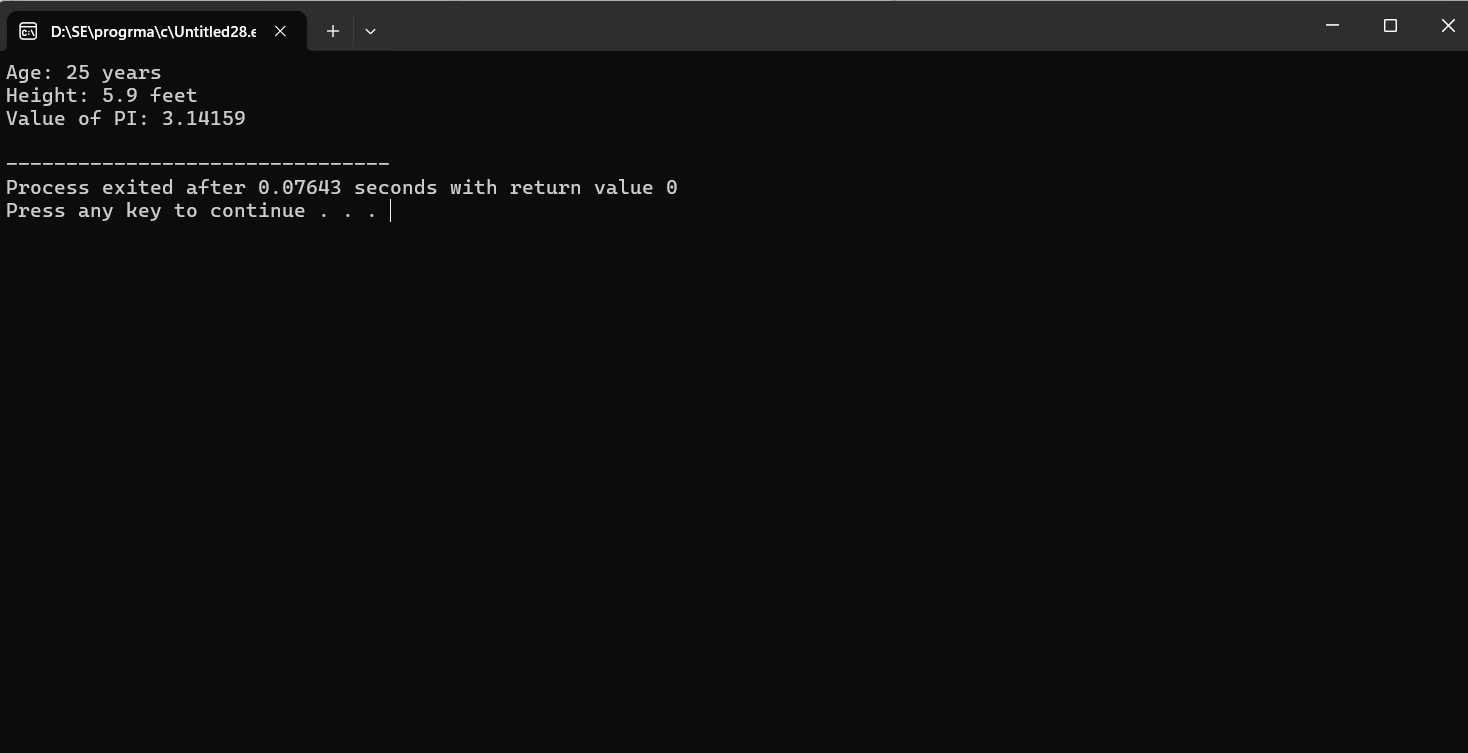 D:\SE\progrma\c\Untitled28.e
Age: 25 years
Height: 5.9 feet
Value of PI: 3.14159
--------------------------------
Process exited after 0.07643 seconds with return value 0
Press any key to continue . . .